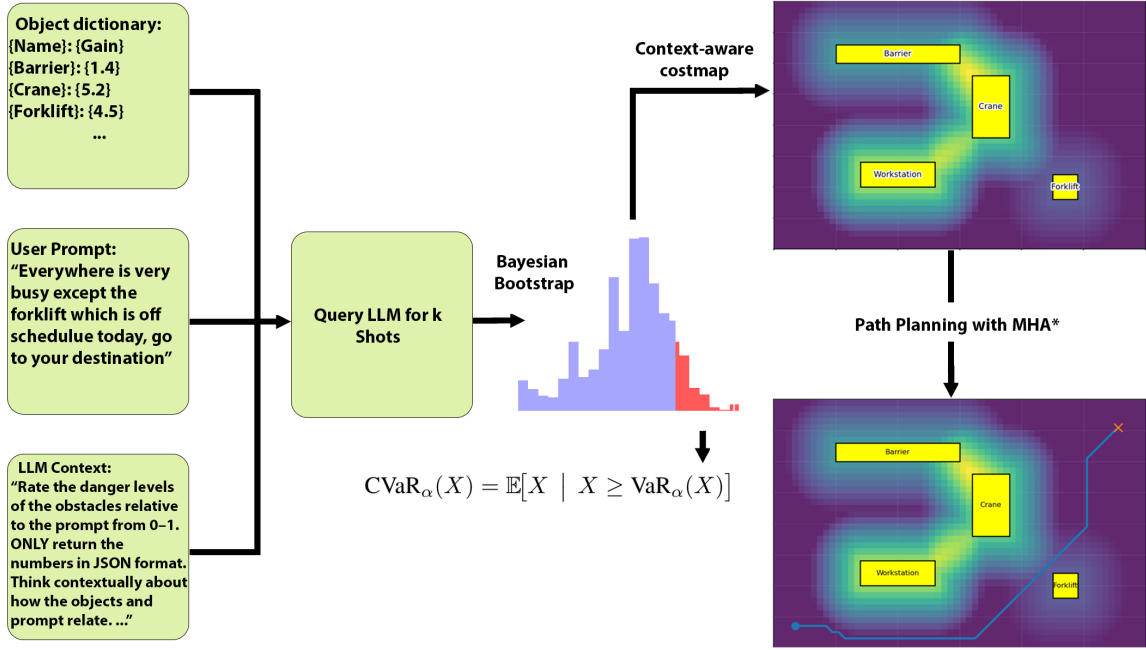 Object dictionary:
{Name}: {Gain}
{Barrier}: {1.4}
{Crane}: {5.2}
{Forklift}: {4.5}
...
User Prompt:
“Everywhere is very
busy except the
forklift which is off
schedulue today, go
to your destination”
LLM Context:
“Rate the danger levels
of the obstacles relative
to the prompt from 0–1.
ONLY return the
numbers in JSON format.
Think contextually about
how the objects and
prompt relate. ...”
Query LLM for k
Shots
Bayesian
Bootstrap
CVaRα(X) = 𝔼[X | X ≥ VaRα(X)]
Context-aware
costmap
Barrier
Crane
Workstation
Forklift
Path Planning with MHA*
Barrier
Crane
Workstation
Forklift